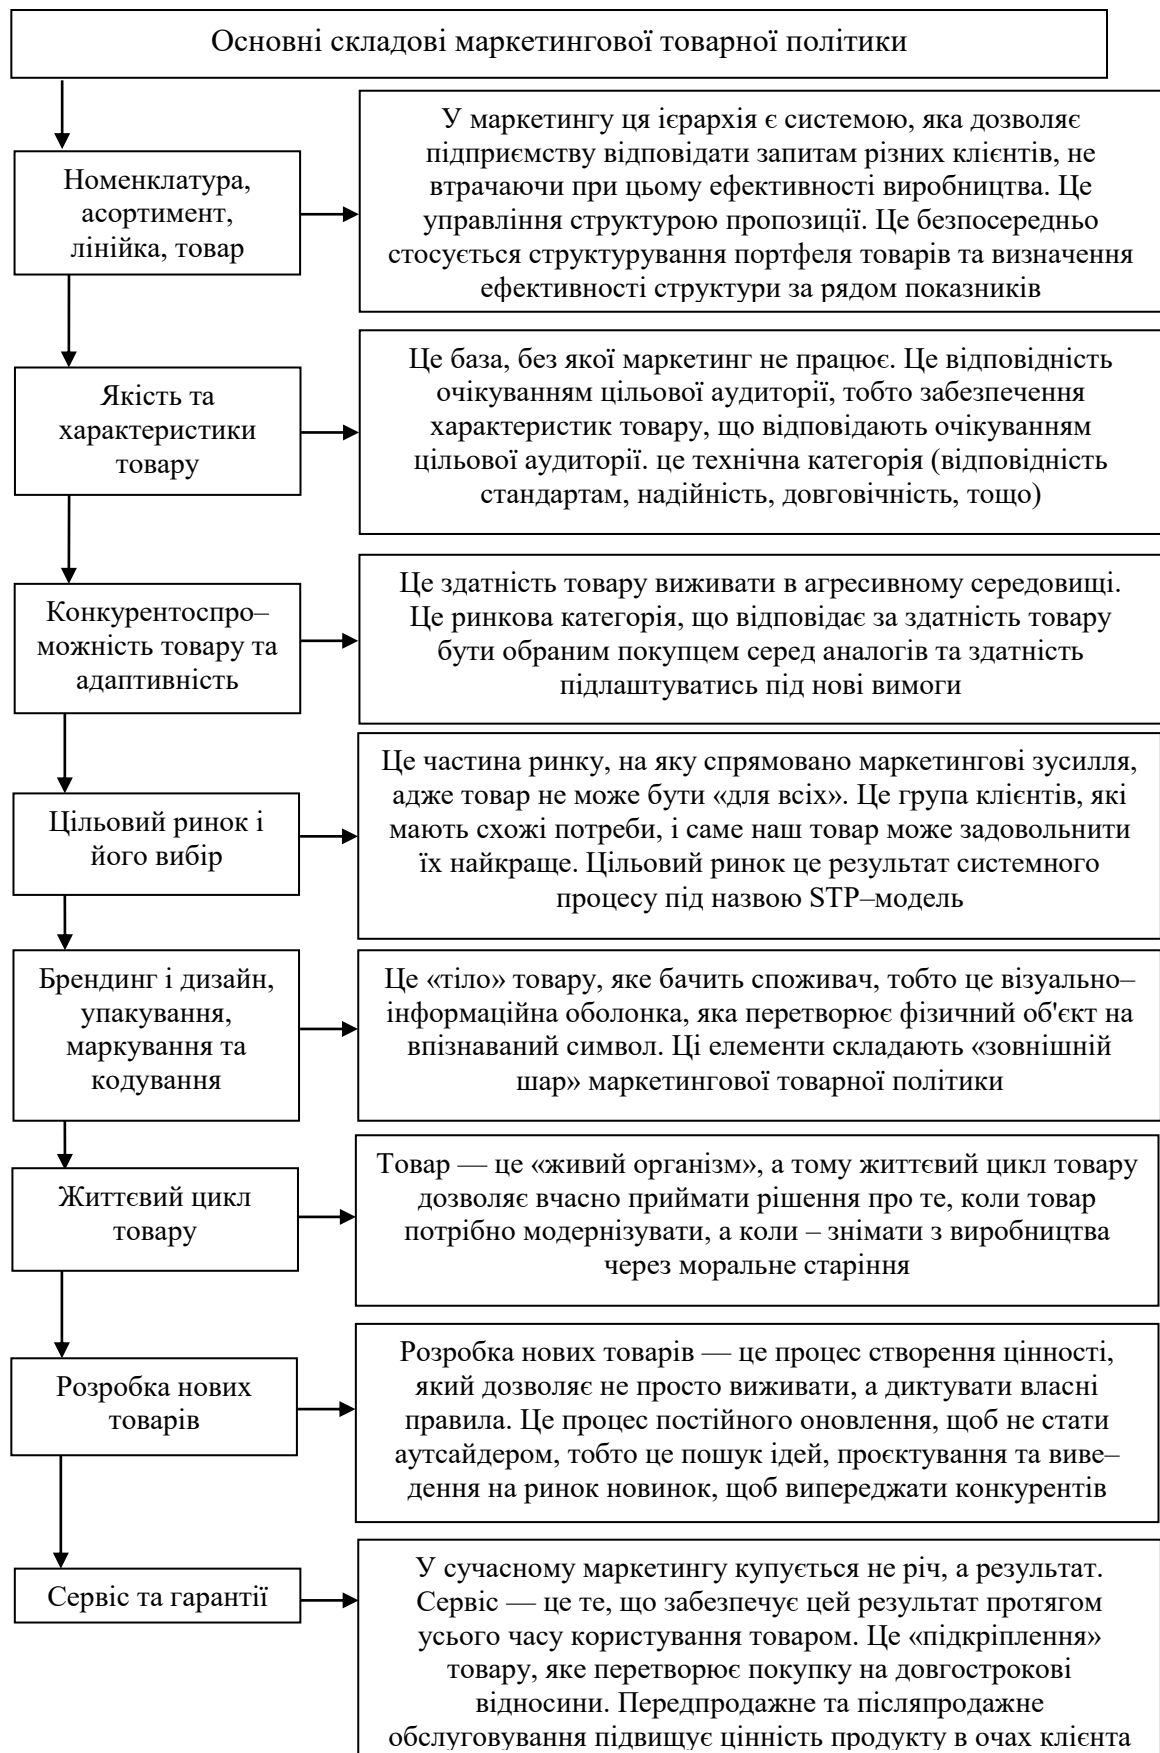 Основні складові маркетингової товарної політики
Номенклатура,
асортимент,
лінійка, товар
У маркетингу ця ієрархія є системою, яка дозволяє
підприємству відповідати запитам різних клієнтів, не
втрачаючи при цьому ефективності виробництва. Це
управління структурою пропозиції. Це безпосередньо
стосується структурування портфеля товарів та визначення
ефективності структури за рядом показників
Якість та
характеристики
товару
Це база, без якої маркетинг не працює. Це відповідність
очікуванням цільової аудиторії, тобто забезпечення
характеристик товару, що відповідають очікуванням
цільової аудиторії. це технічна категорія (відповідність
стандартам, надійність, довговічність, тощо)
Конкурентоспро–
можність товару та
адаптивність
Це здатність товару виживати в агресивному середовищі.
Це ринкова категорія, що відповідає за здатність товару
бути обраним покупцем серед аналогів та здатність
підлаштуватись під нові вимоги
Цільовий ринок і
його вибір
Це частина ринку, на яку спрямовано маркетингові зусилля,
адже товар не може бути «для всіх». Це група клієнтів, які
мають схожі потреби, і саме наш товар може задовольнити
їх найкраще. Цільовий ринок це результат системного
процесу під назвою STP–модель
Брендинг і дизайн,
упакування,
маркування та
кодування
Це «тіло» товару, яке бачить споживач, тобто це візуально–
інформаційна оболонка, яка перетворює фізичний об'єкт на
впізнаваний символ. Ці елементи складають «зовнішній
шар» маркетингової товарної політики
Життєвий цикл
товару
Товар — це «живий організм», а тому життєвий цикл товару
дозволяє вчасно приймати рішення про те, коли товар
потрібно модернізувати, а коли – знімати з виробництва
через моральне старіння
Розробка нових
товарів
Розробка нових товарів — це процес створення цінності,
який дозволяє не просто виживати, а диктувати власні
правила. Це процес постійного оновлення, щоб не стати
аутсайдером, тобто це пошук ідей, проєктування та виве–
дення на ринок новинок, щоб випереджати конкурентів
Сервіс та гарантії
У сучасному маркетингу купується не річ, а результат.
Сервіс — це те, що забезпечує цей результат протягом
усього часу користування товаром. Це «підкріплення»
товару, яке перетворює покупку на довгострокові
відносини. Передпродажне та післяпродажне
обслуговування підвищує цінність продукту в очах клієнта